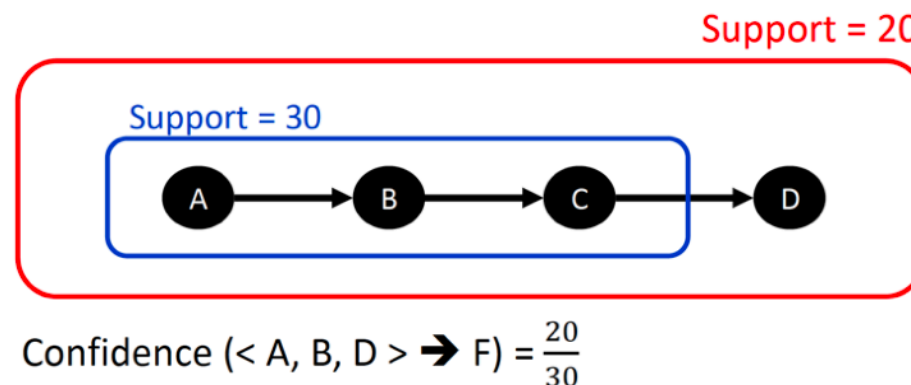 Support = 20
Support = 30
A B C D
Confidence (< A, B, D > ➔ F) = 20/30